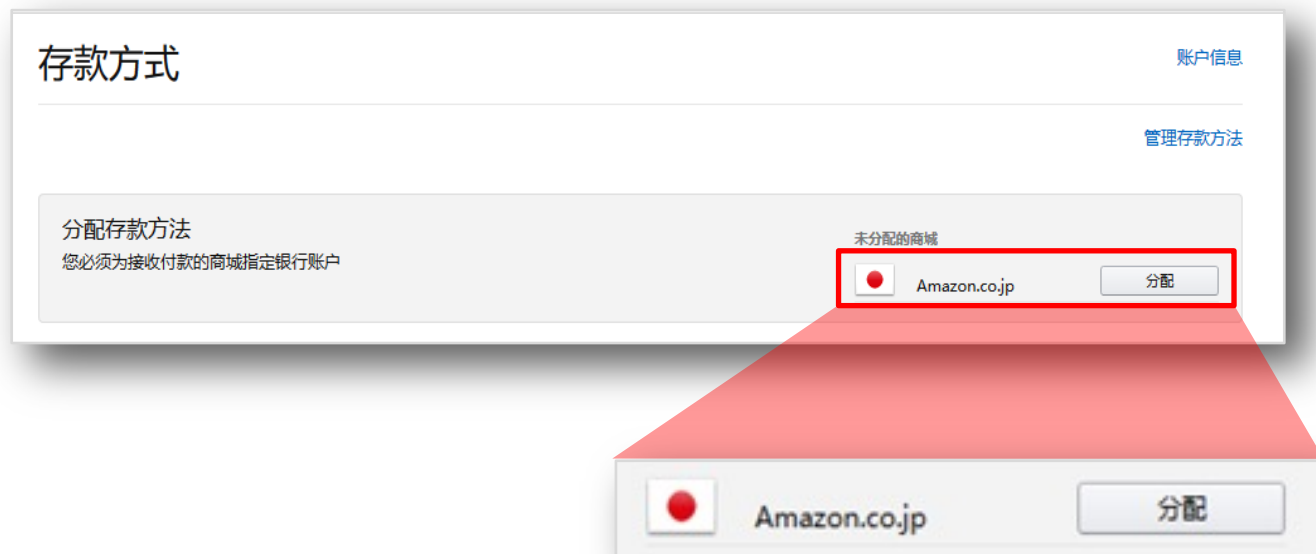 存款方式
账户信息
管理存款方法
分配存款方法
您必须为接收付款的商城指定银行账户
未分配的商城
Amazon.co.jp 分配
Amazon.co.jp 分配